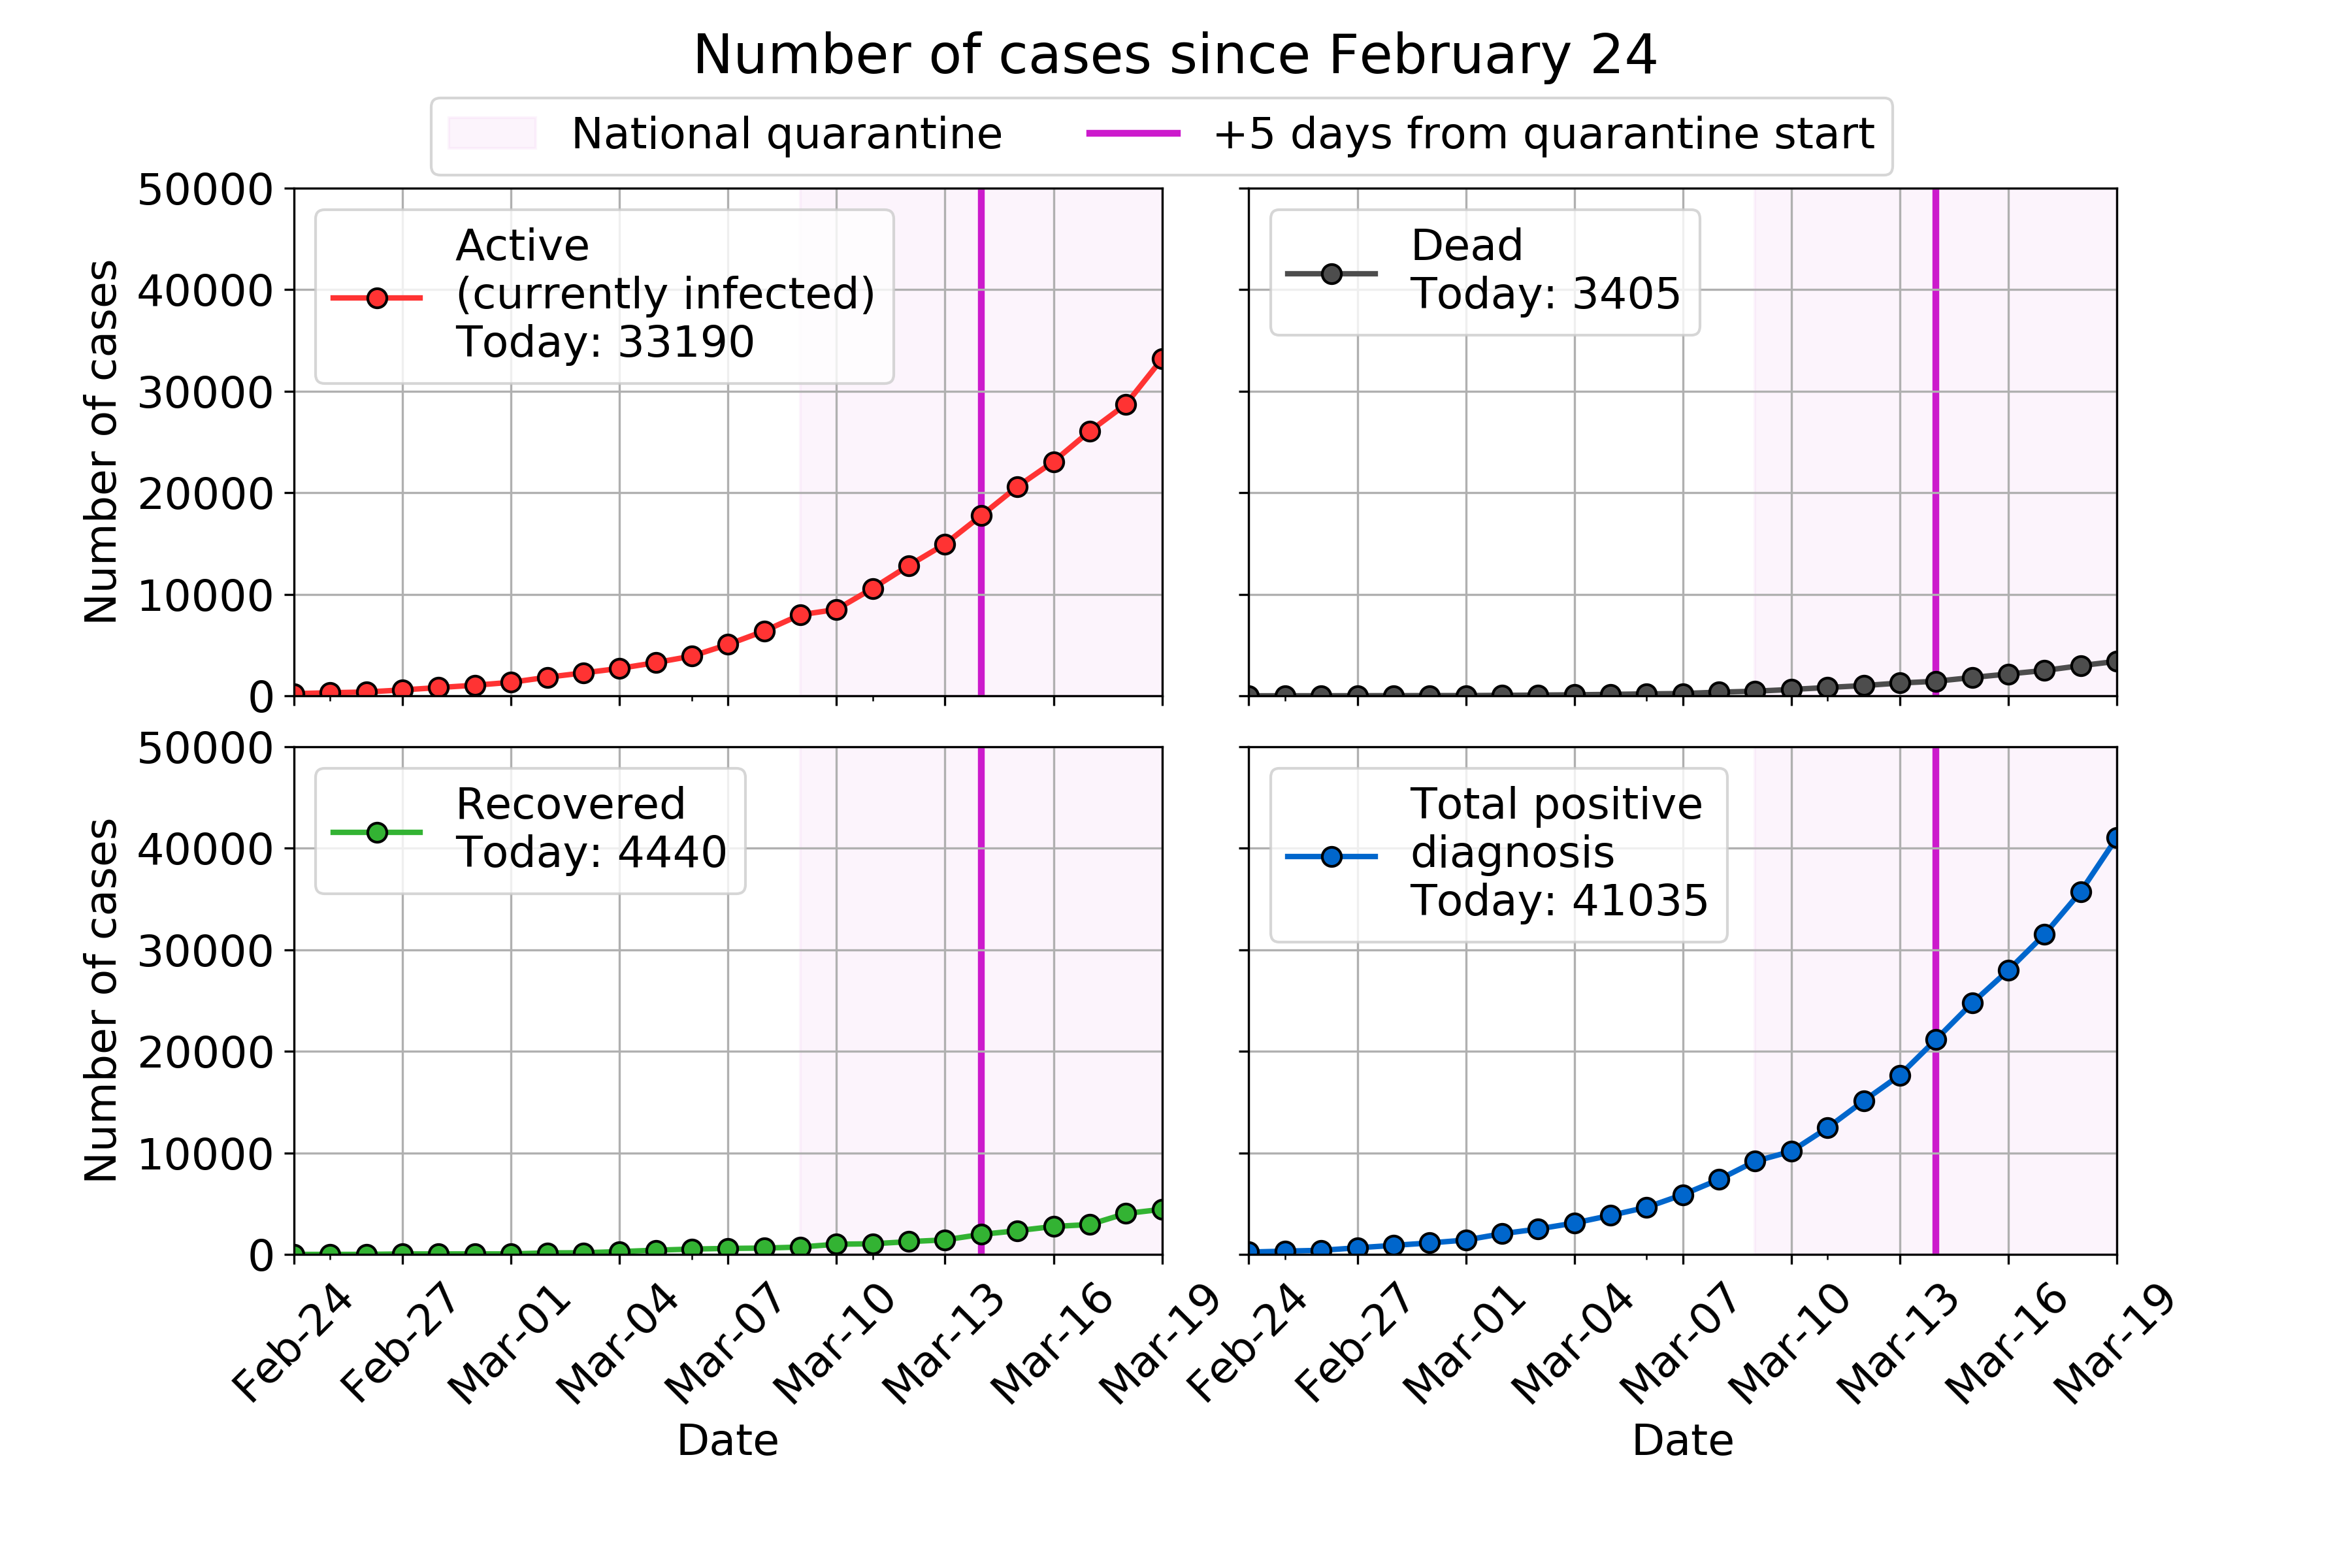 Number of cases since February 24
National quarantine
+5 days from quarantine start
50000
40000
30000
20000
10000
0
Number of cases
Active
(currently infected)
Today: 33190
Dead
Today: 3405
50000
40000
30000
20000
10000
0
Number of cases
Recovered
Today: 4440
Total positive
diagnosis
Today: 41035
Feb-24
Feb-27
Mar-01
Mar-04
Mar-07
Mar-10
Mar-13
Mar-16
Mar-19
Date
Feb-24
Feb-27
Mar-01
Mar-04
Mar-07
Mar-10
Mar-13
Mar-16
Mar-19
Date